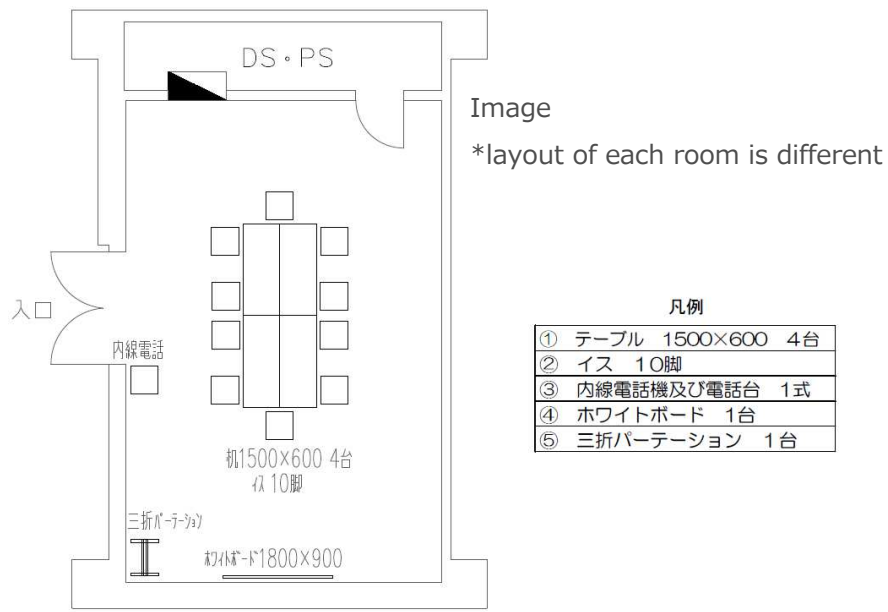 DS・PS
Image
*layout of each room is different
入口
内線電話
机1500×600 4台
イス 10脚
三折パーテーション
ホワイトボード1800×900
凡例
① テーブル 1500×600 4台
② イス 10脚
③ 内線電話機及び電話台 1式
④ ホワイトボード 1台
⑤ 三折パーテーション 1台